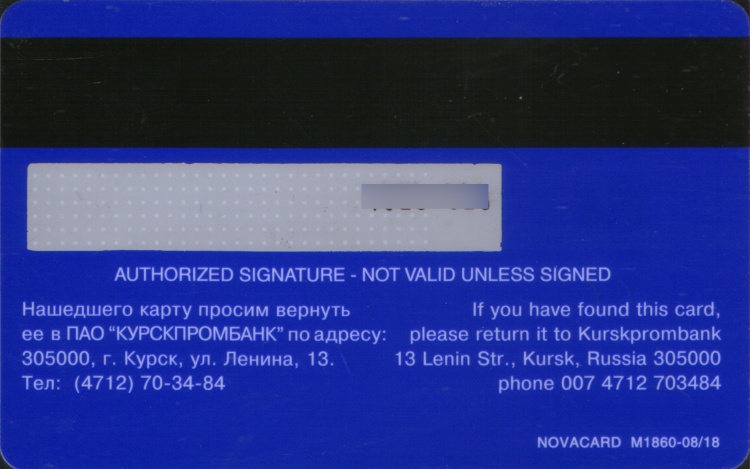 AUTHORIZED SIGNATURE - NOT VALID UNLESS SIGNED
Нашедшего карту просим вернуть
ее в ПАО “КУРСКПРОМБАНК” по адресу:
305000, г. Курск, ул. Ленина, 13.
Тел: (4712) 70-34-84
If you have found this card,
please return it to Kurskprombank
13 Lenin Str., Kursk, Russia 305000
phone 007 4712 703484
NOVACARD M1860-08/18